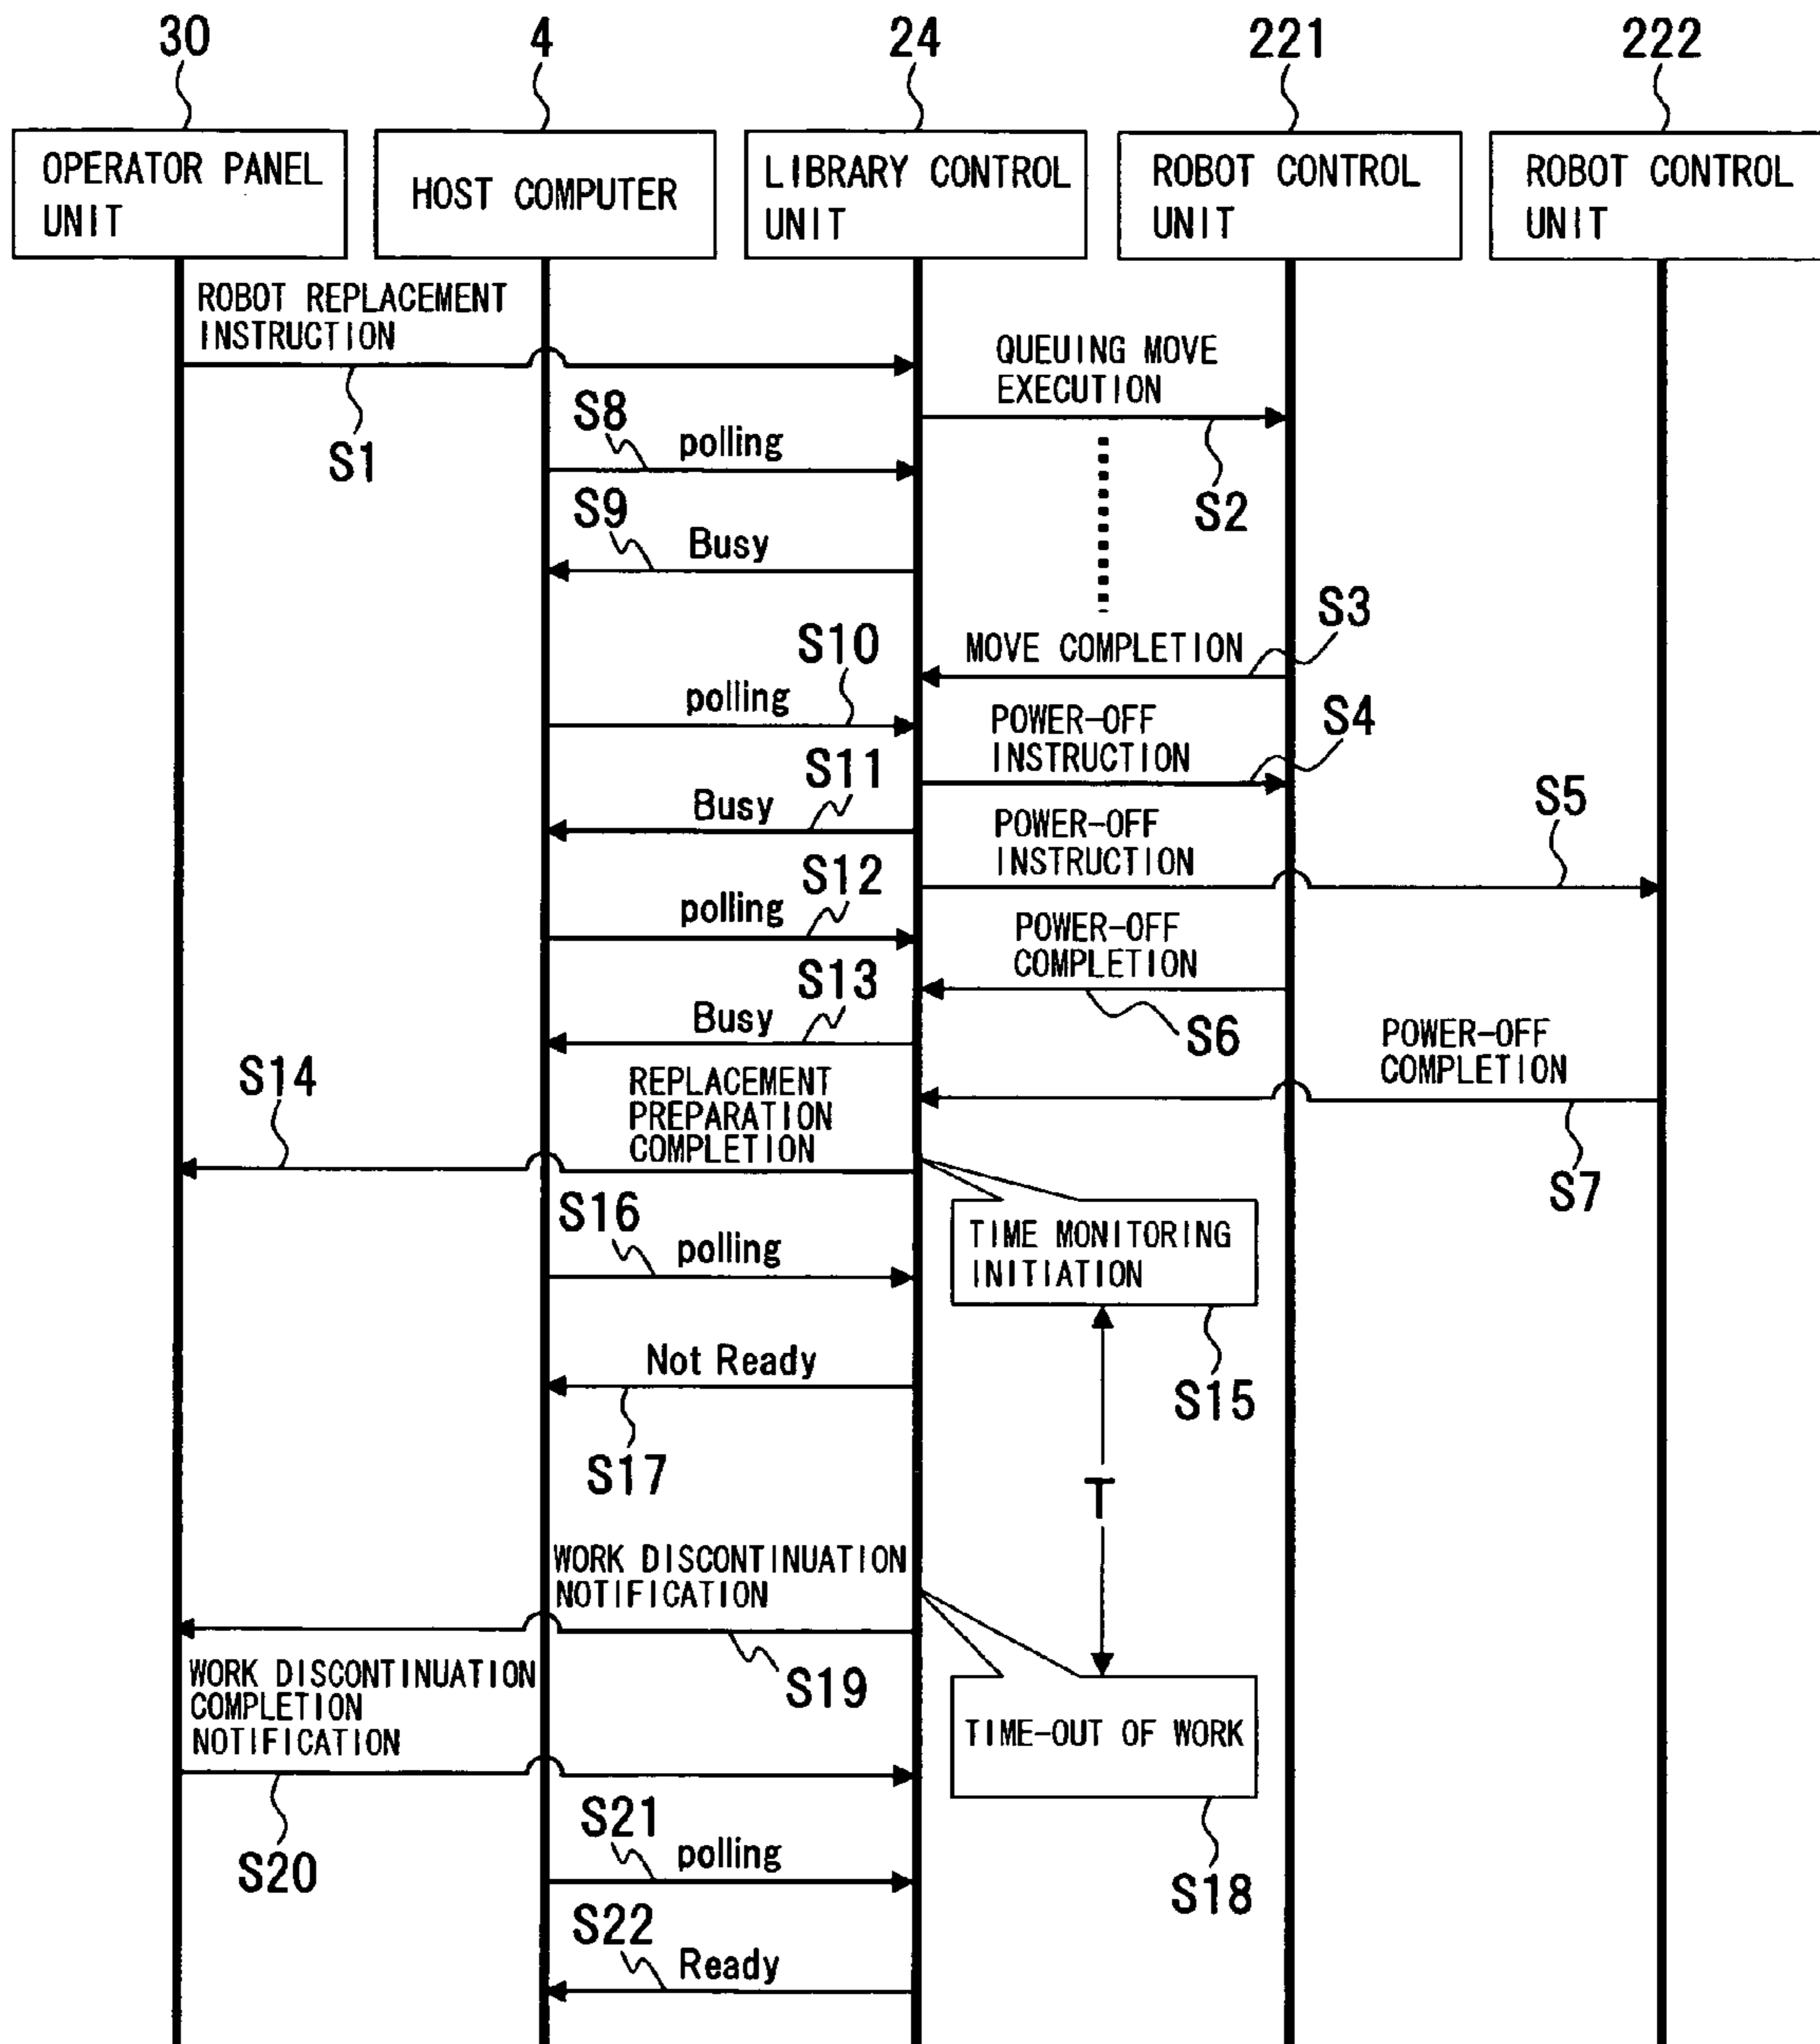 30
4
24
221
222
OPERATOR PANEL
UNIT
HOST COMPUTER
LIBRARY CONTROL
UNIT
ROBOT CONTROL
UNIT
ROBOT CONTROL
UNIT
ROBOT REPLACEMENT
INSTRUCTION
S1
QUEUING MOVE
EXECUTION
S2
S8
polling
S9
Busy
S3
MOVE COMPLETION
S10
polling
S4
POWER-OFF
INSTRUCTION
S11
Busy
S5
POWER-OFF
INSTRUCTION
S12
polling
POWER-OFF
COMPLETION
S6
S13
Busy
POWER-OFF
COMPLETION
S7
S14
REPLACEMENT
PREPARATION
COMPLETION
TIME MONITORING
INITIATION
S15
S16
polling
Not Ready
S17
T
WORK DISCONTINUATION
NOTIFICATION
S19
TIME-OUT OF WORK
S18
WORK DISCONTINUATION
COMPLETION
NOTIFICATION
S20
S21
polling
S22
Ready